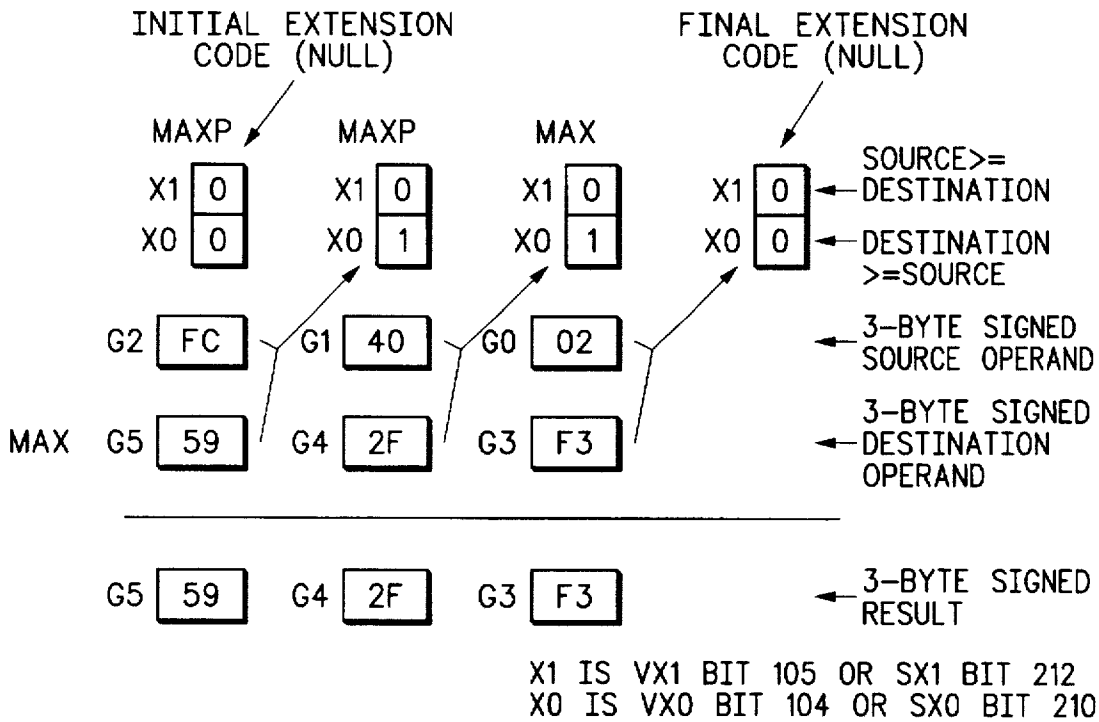 INITIAL EXTENSION
CODE (NULL)
FINAL EXTENSION
CODE (NULL)
MAXP MAXP MAX
X1 0 X1 0 X1 0 X1 0 SOURCE>=
DESTINATION
X0 0 X0 1 X0 1 X0 0 DESTINATION
>=SOURCE
G2 FC G1 40 G0 02 3-BYTE SIGNED
SOURCE OPERAND
MAX G5 59 G4 2F G3 F3 3-BYTE SIGNED
DESTINATION
OPERAND
G5 59 G4 2F G3 F3 3-BYTE SIGNED
RESULT
X1 IS VX1 BIT 105 OR SX1 BIT 212
X0 IS VX0 BIT 104 OR SX0 BIT 210